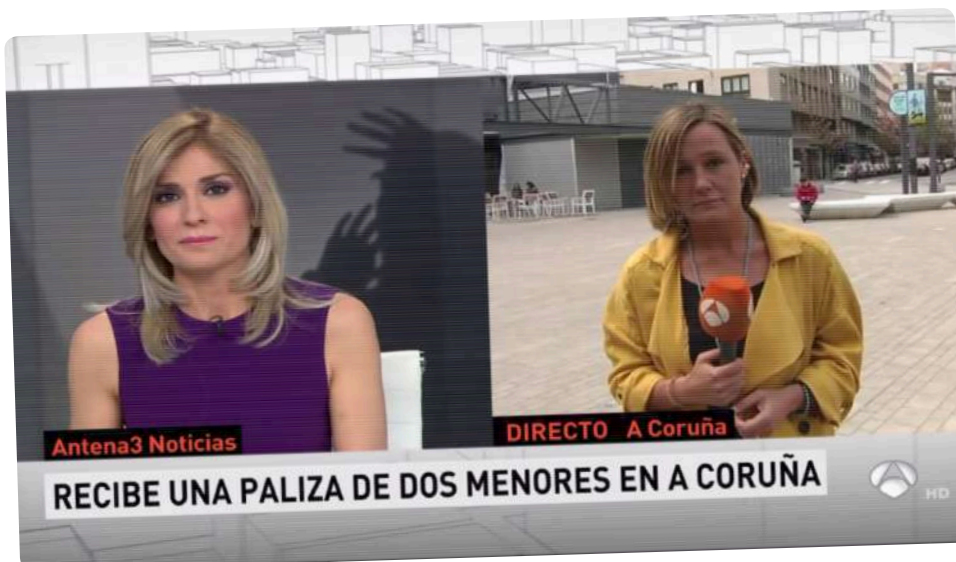 Antena3 Noticias
DIRECTO A Coruña
RECIBE UNA PALIZA DE DOS MENORES EN A CORUÑA
HD